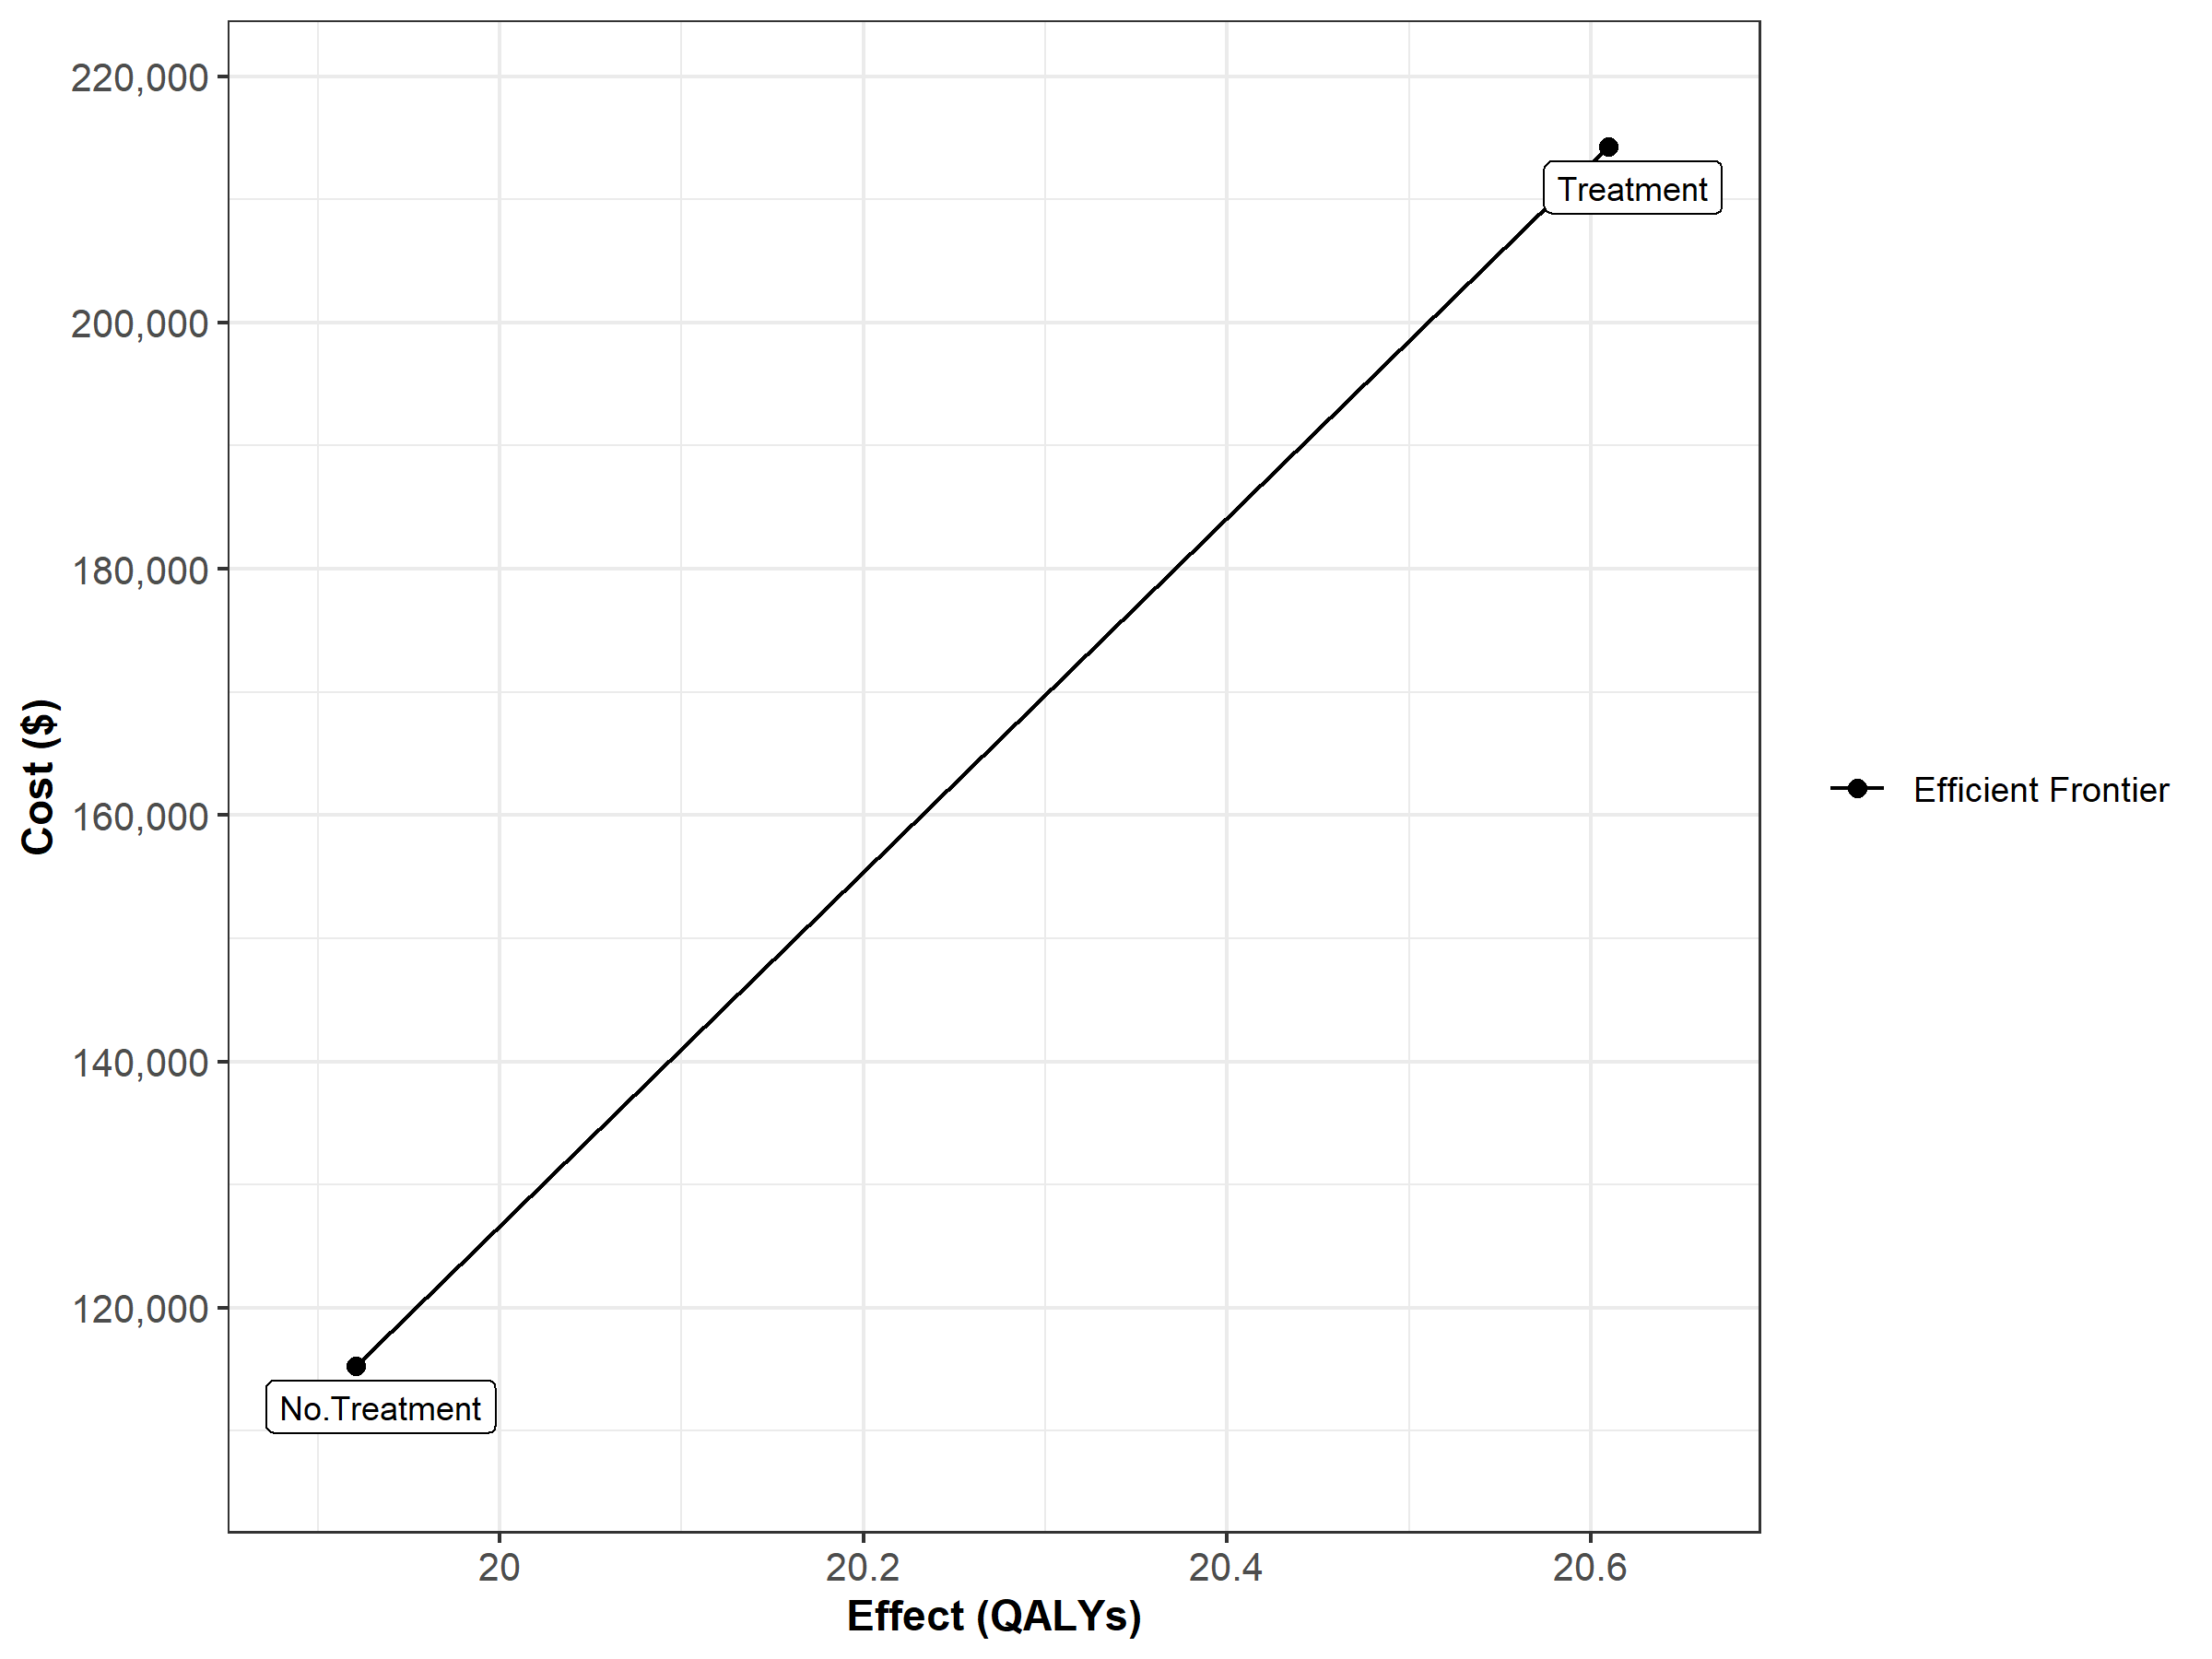 220,000
200,000
180,000
160,000
140,000
120,000
Cost ($)
Treatment
No.Treatment
20
20.2
20.4
20.6
Effect (QALYs)
Efficient Frontier